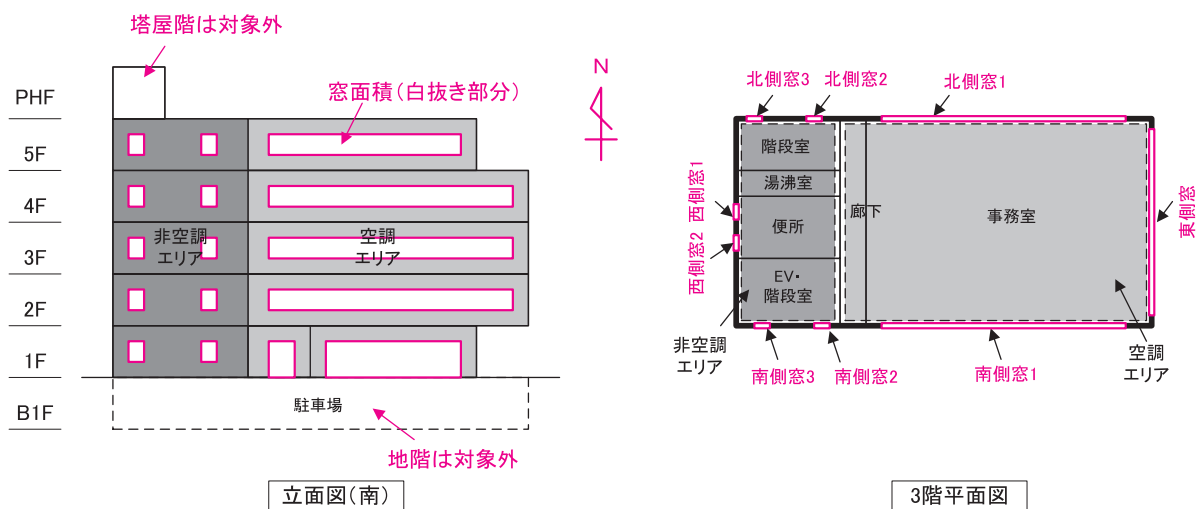 塔屋階は対象外
PHF
窓面積(白抜き部分)
5F
4F
3F
2F
1F
B1F
非空調
エリア
空調
エリア
駐車場
地階は対象外
立面図(南)
N
北側窓3
北側窓2
北側窓1
西側窓1
西側窓2
東側窓
階段室
湯沸室
便所
EV・
階段室
廊下
事務室
非空調
エリア
南側窓3
南側窓2
南側窓1
空調
エリア
3階平面図